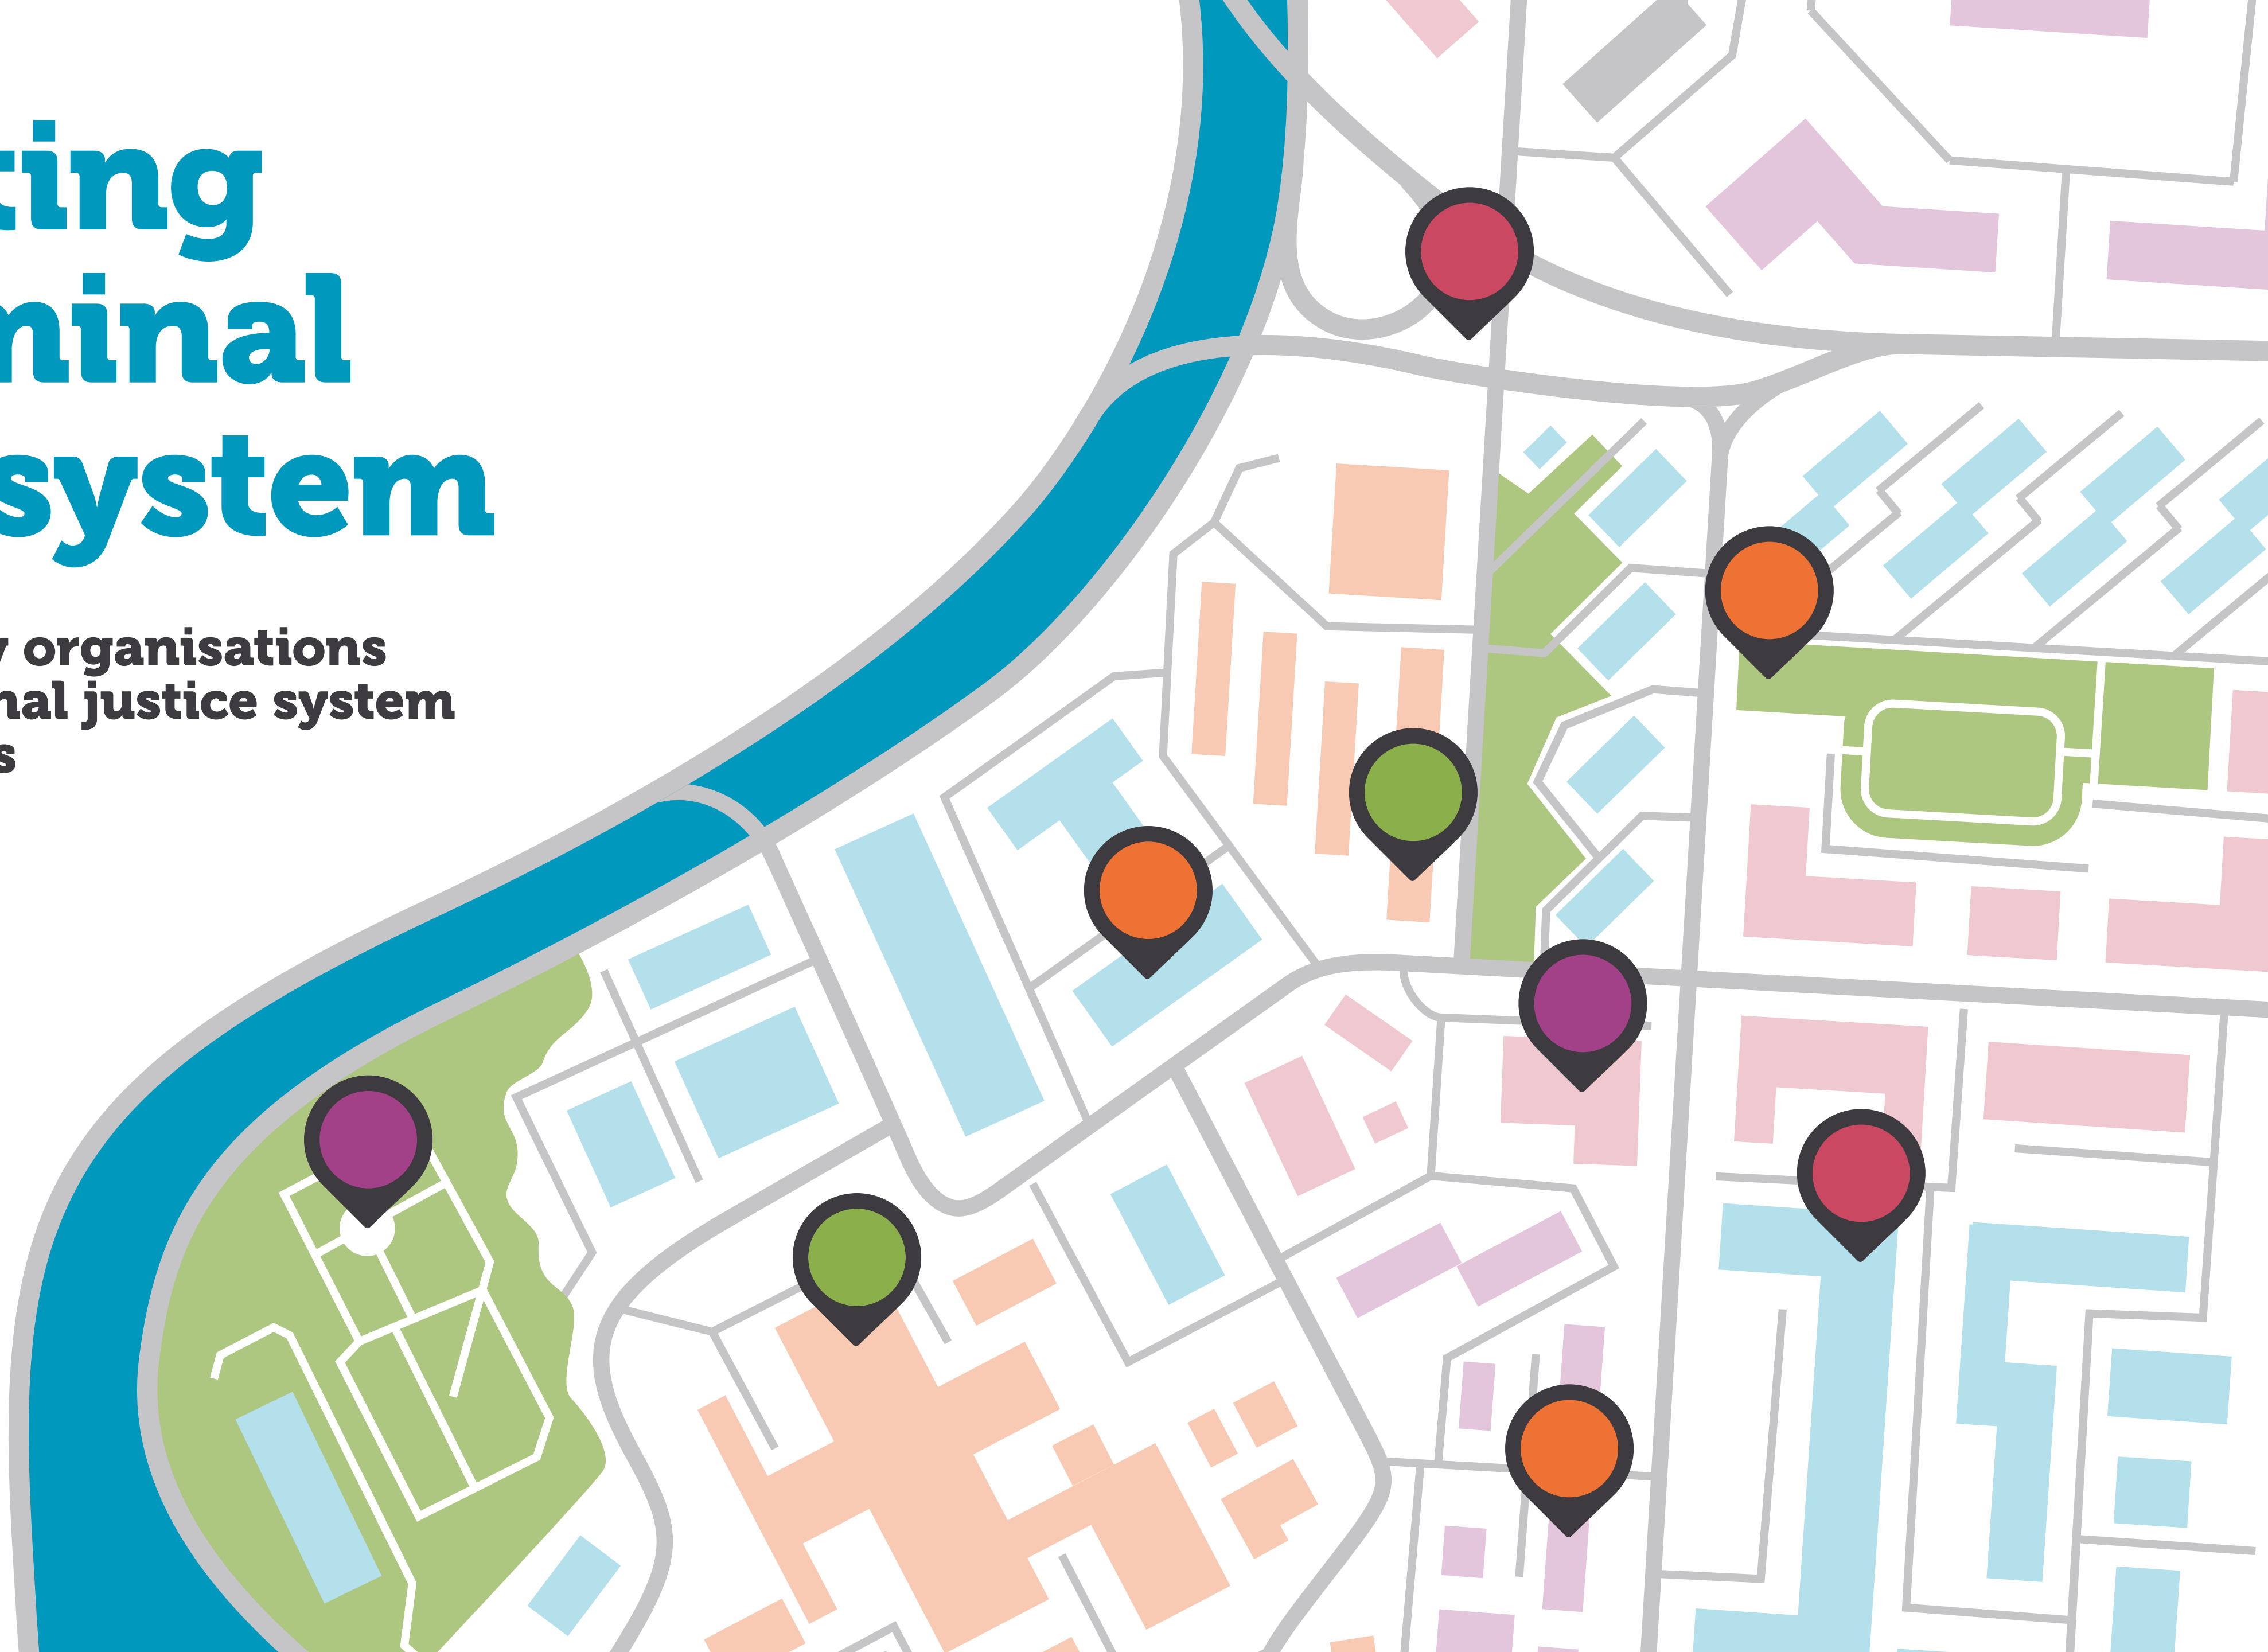 ting
minal
system
y organisations
nal justice system
s